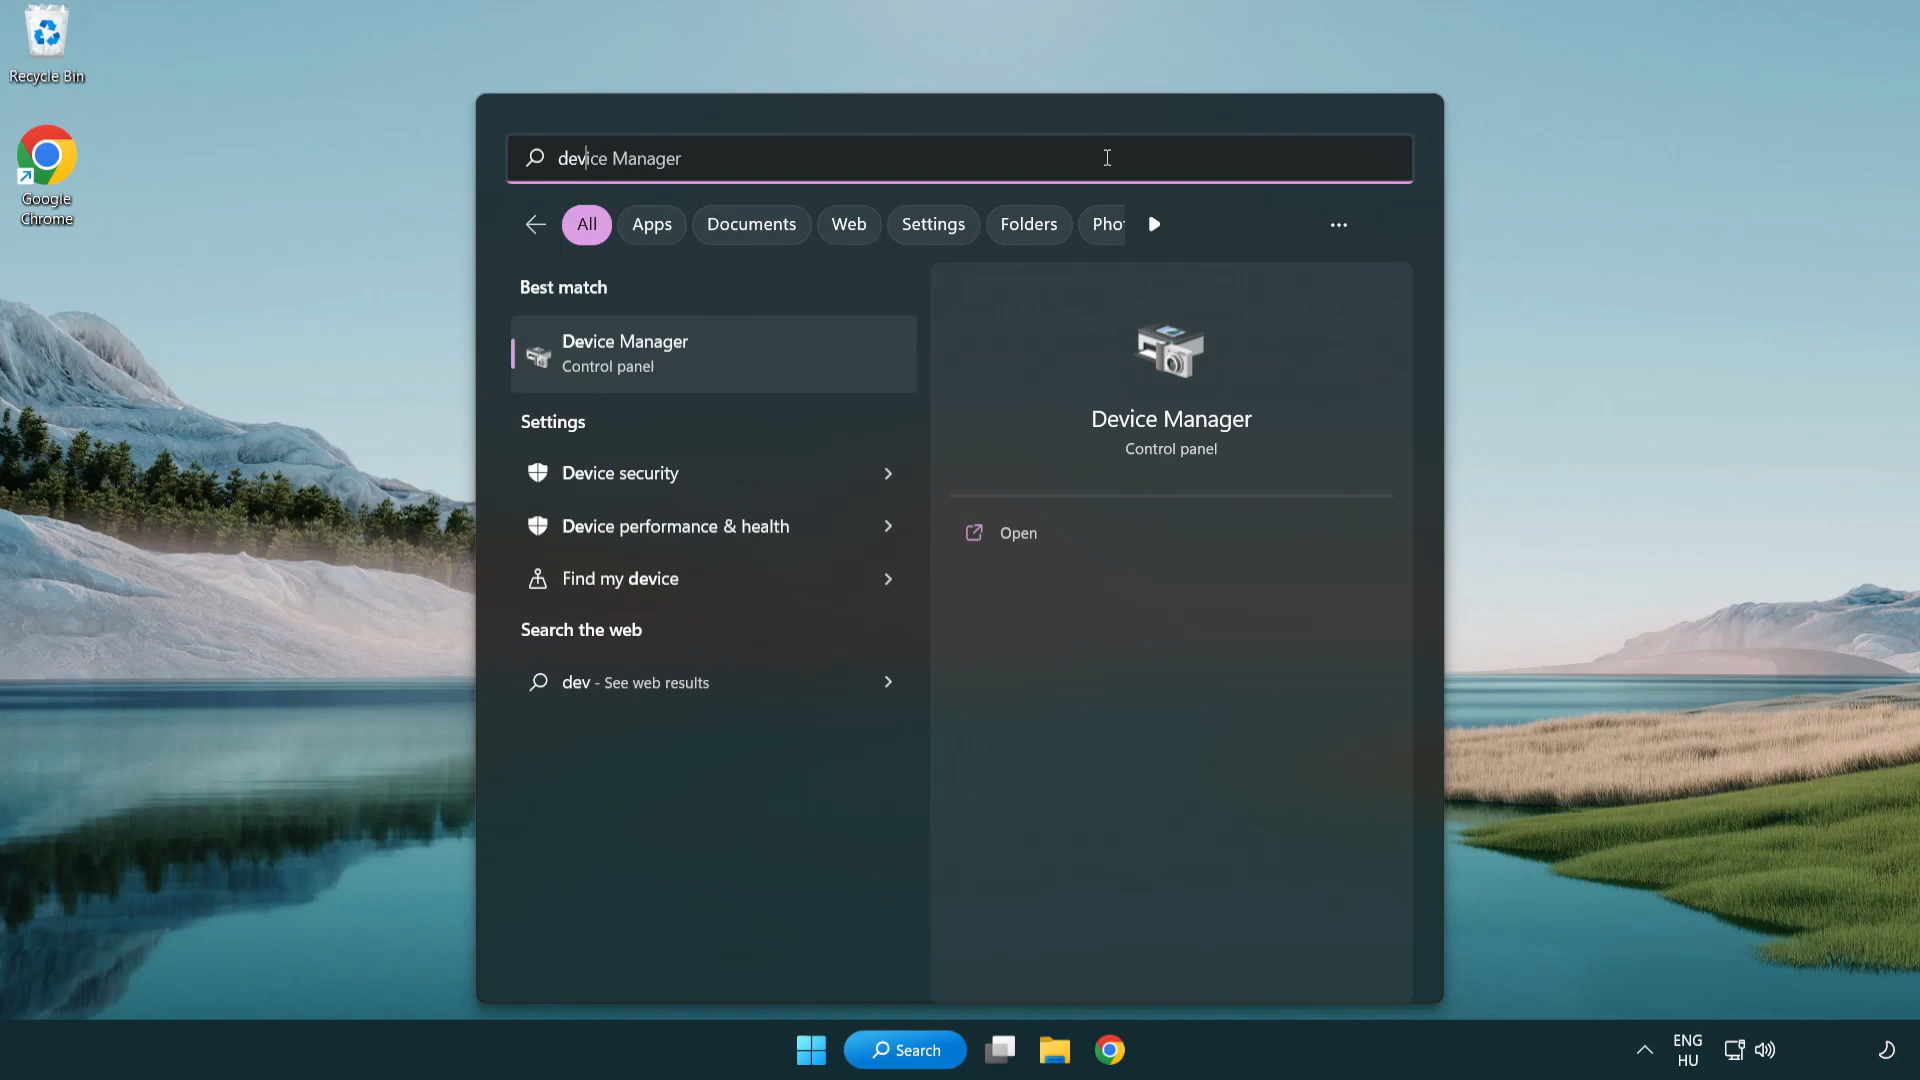 Recycle Bin
Google
Chrome
device Manager
All
Apps
Documents
Web
Settings
Folders
Pho
Best match
Device Manager
Control panel
Settings
Device security
Device performance & health
Find my device
Search the web
dev - See web results
Device Manager
Control panel
Open
Search
ENG
HU